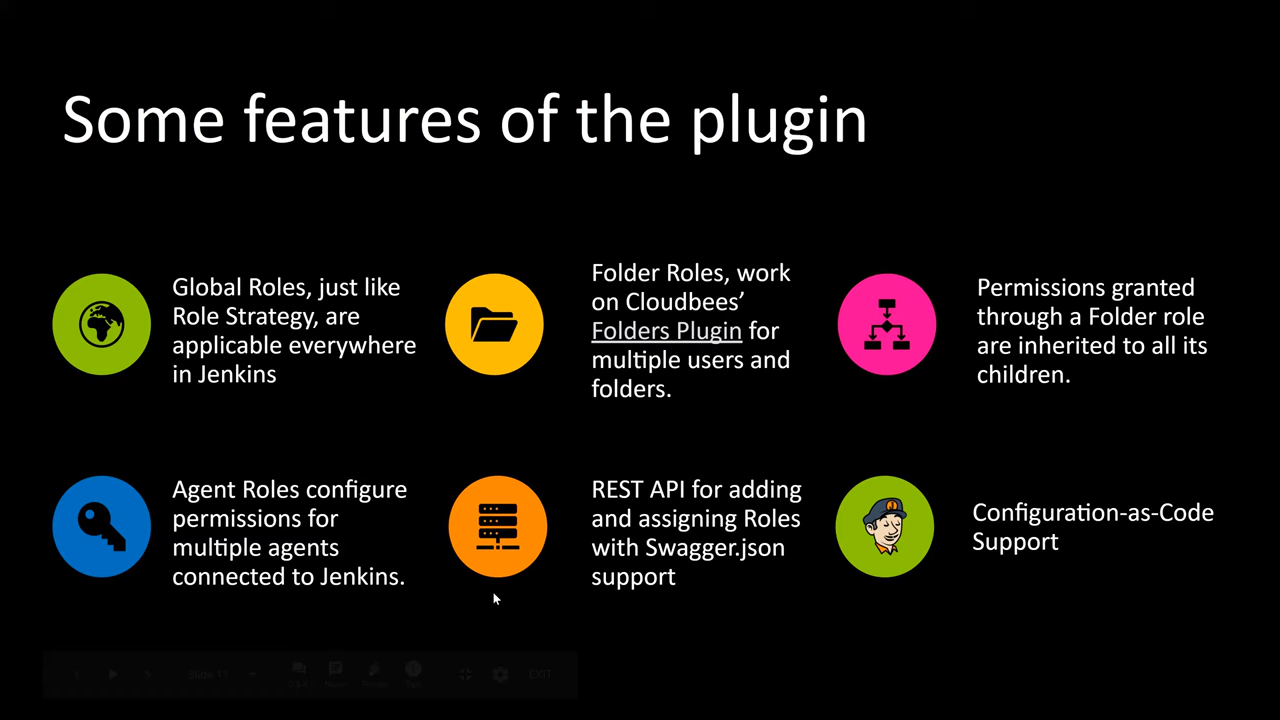 Some features of the plugin
Global Roles, just like
Role Strategy, are
applicable everywhere
in Jenkins
Folder Roles, work
on Cloudbees’
Folders Plugin for
multiple users and
folders.
Permissions granted
through a Folder role
are inherited to all its
children.
Agent Roles configure
permissions for
multiple agents
connected to Jenkins.
REST API for adding
and assigning Roles
with Swagger.json
support
Configuration-as-Code
Support
Slide 11
EXIT